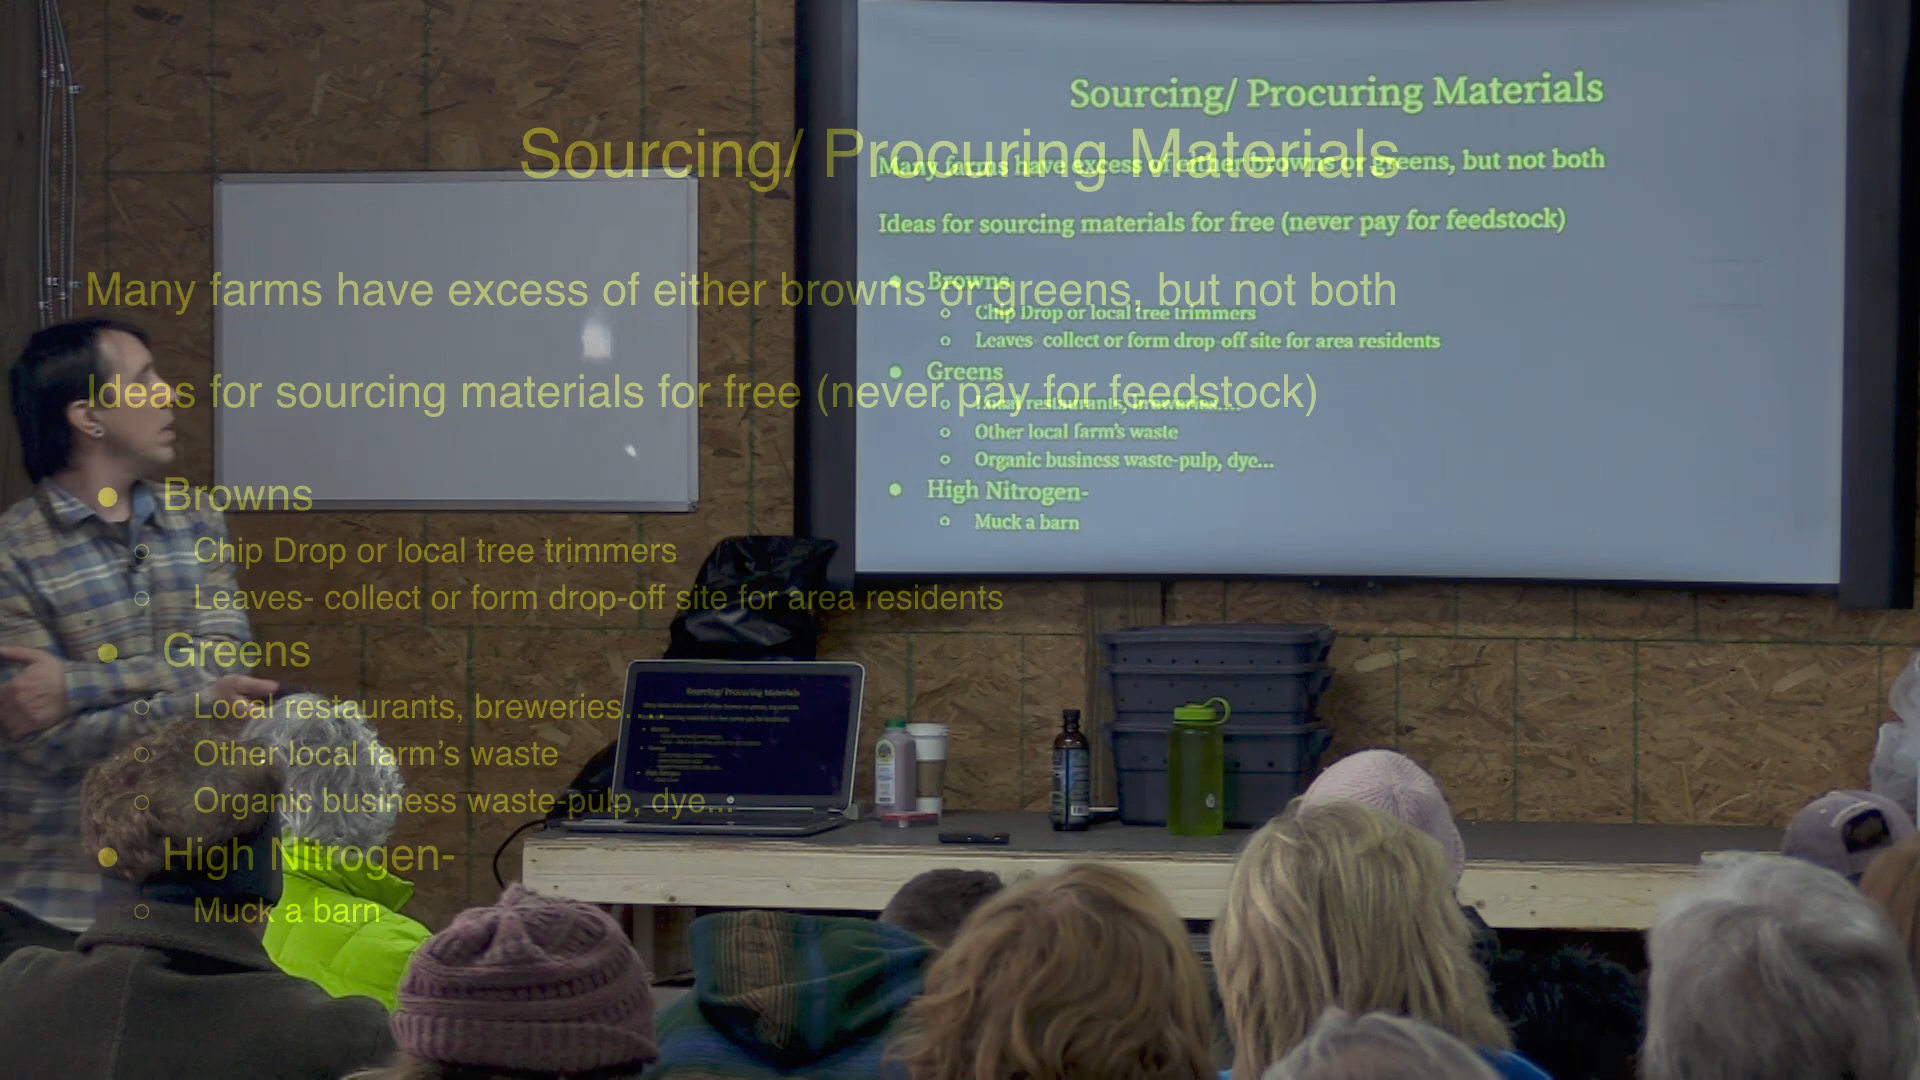 Sourcing/ Procuring Materials
Many farms have excess of either browns or greens, but not both
Ideas for sourcing materials for free (never pay for feedstock)
● Browns
○ Chip Drop or local tree trimmers
○ Leaves- collect or form drop-off site for area residents
● Greens
○ Local restaurants, breweries...
○ Other local farm's waste
○ Organic business waste-pulp, dye...
● High Nitrogen-
○ Muck a barn
Sourcing/ Procuring Materials
Many farms have excess of either browns or greens, but not both
Ideas for sourcing materials for free (never pay for feedstock)
● Browns
○ Chip Drop or local tree trimmers
○ Leaves- collect or form drop-off site for area residents
● Greens
○ Local restaurants, breweries...
○ Other local farm’s waste
○ Organic business waste-pulp, dye...
● High Nitrogen-
○ Muck a barn
Sourcing/ Procuring Materials